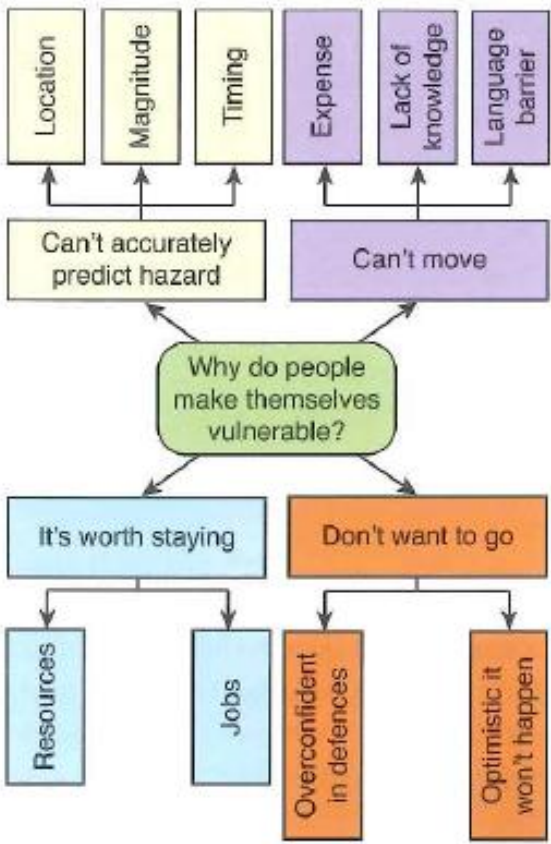 Location
Magnitude
Timing
Expense
Lack of
knowledge
Language
barrier
Can't accurately
predict hazard
Can't move
Why do people
make themselves
vulnerable?
It's worth staying
Don't want to go
Resources
Jobs
Overconfident
in defences
Optimistic it
won't happen